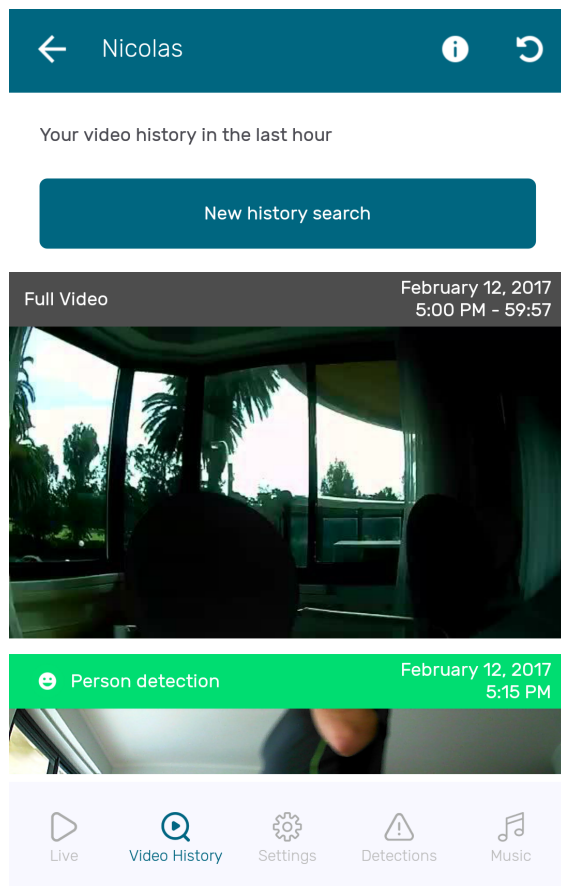 Nicolas
Your video history in the last hour
New history search
Full Video
February 12, 2017
5:00 PM - 59:57
Person detection
February 12, 2017
5:15 PM
Live
Video History
Settings
Detections
Music